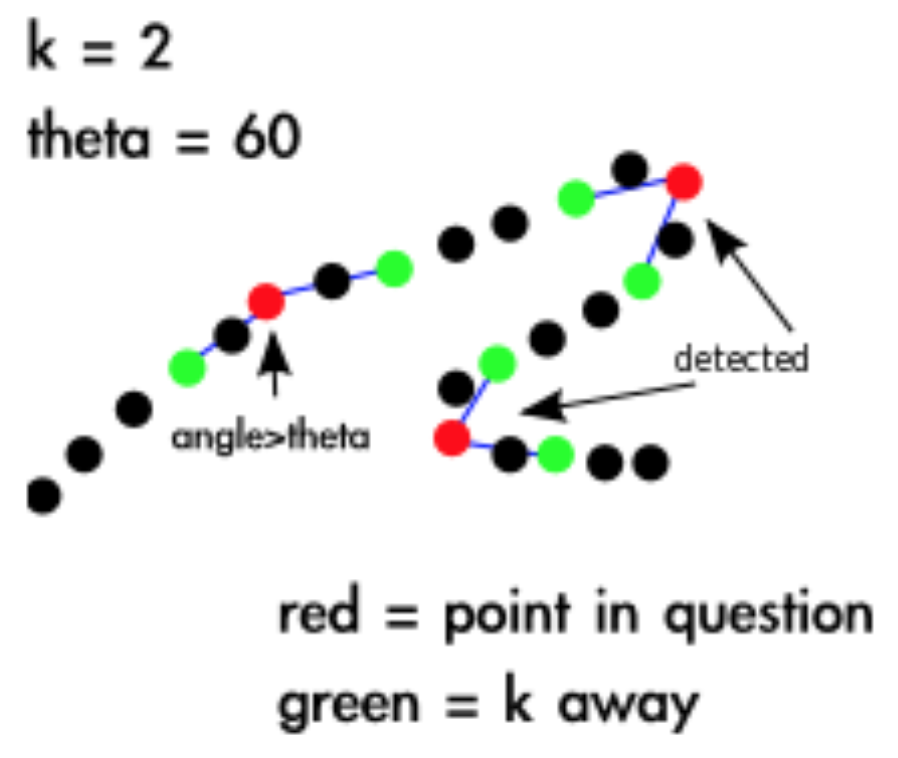 k = 2
theta = 60
detected
angle>theta
red = point in question
green = k away